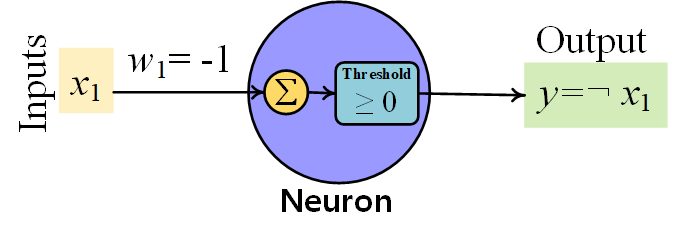 Inputs
x₁
w₁= -1
Σ
Threshold
≥ 0
Neuron
Output
y=¬ x₁